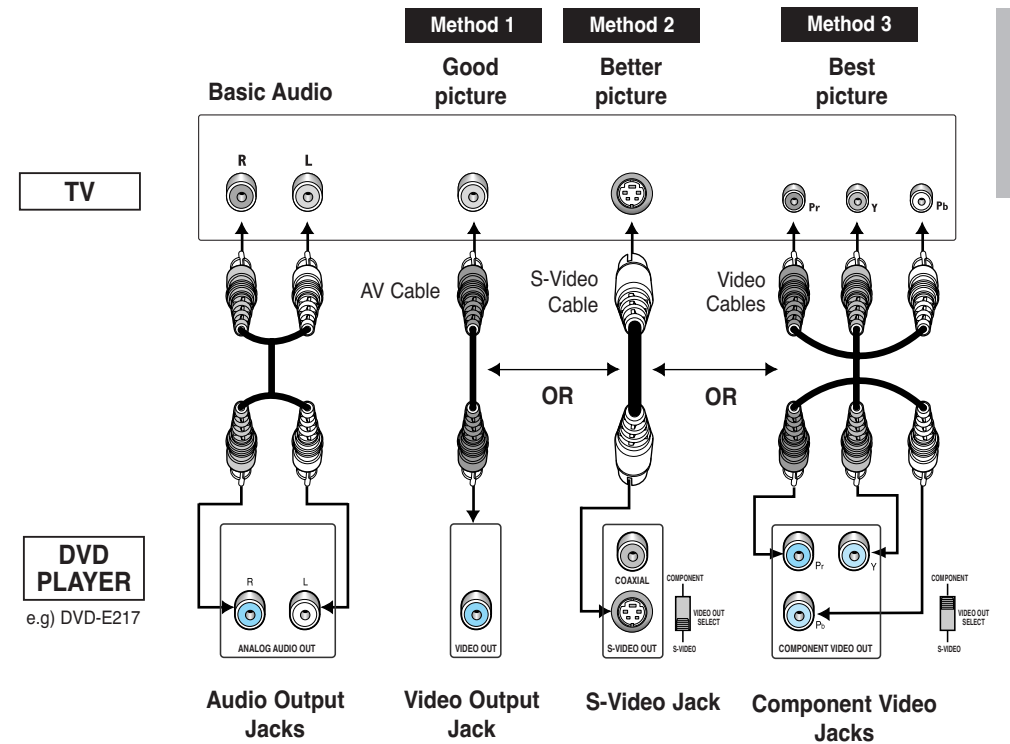 Method 1
Method 2
Method 3
Good
picture
Better
picture
Best
picture
Basic Audio
R
L
TV
Pr
Y
Pb
AV Cable
S-Video
Cable
Video
Cables
OR
OR
DVD
PLAYER
e.g) DVD-E217
R
L
ANALOG AUDIO OUT
VIDEO OUT
COAXIAL
S-VIDEO OUT
COMPONENT
VIDEO OUT
SELECT
S-VIDEO
Pr
Y
Pb
COMPONENT VIDEO OUT
COMPONENT
VIDEO OUT
SELECT
S-VIDEO
Audio Output
Jacks
Video Output
Jack
S-Video Jack
Component Video
Jacks